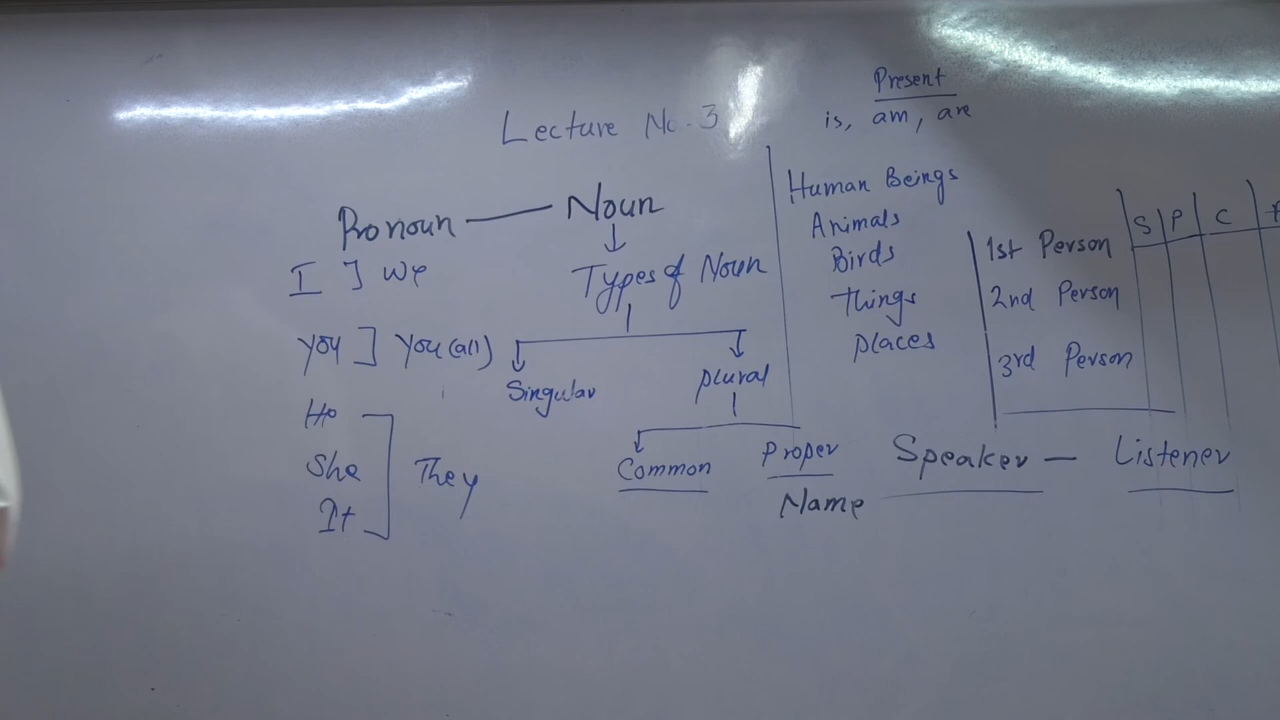 Lecture No. 3
Present
is, am, are
Pronoun — Noun
I ] We
You ] You (all)
He
She
It
They
Types of Noun
Singular
Plural
Common
Proper
Name
Human Beings
Animals
Birds
Things
Places
S P C
1st Person
2nd Person
3rd Person
Speaker — Listener